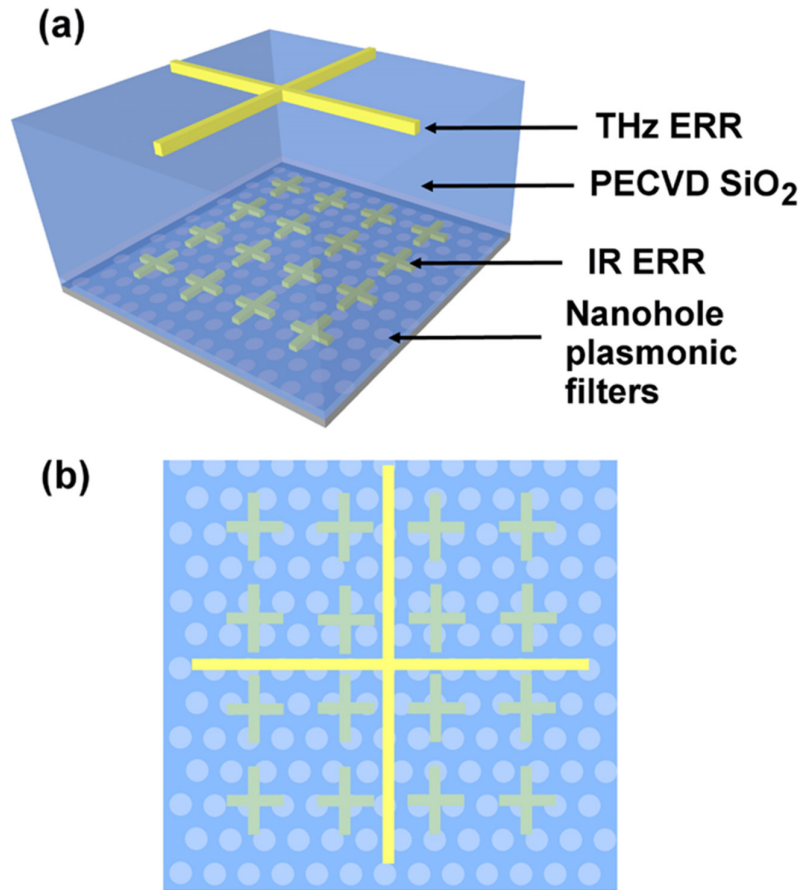 (a)
THz ERR
PECVD SiO₂
IR ERR
Nanohole
plasmonic
filters
(b)